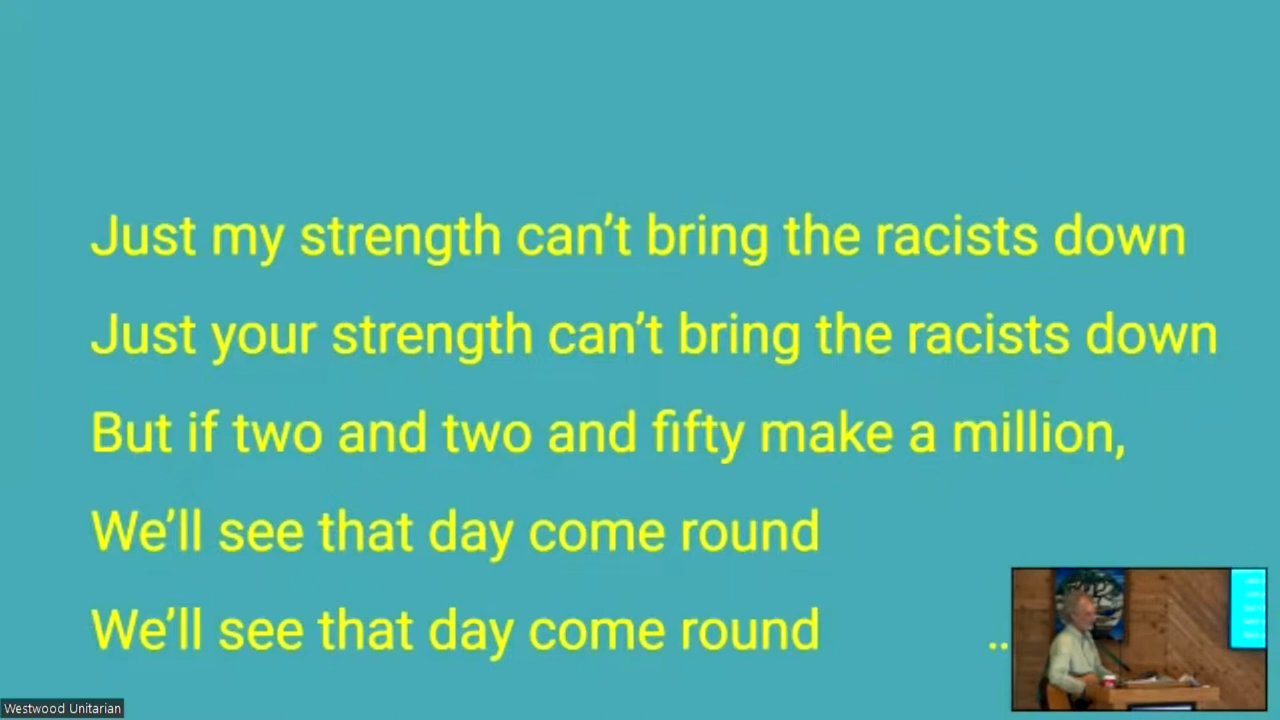 Just my strength can’t bring the racists down
Just your strength can’t bring the racists down
But if two and two and fifty make a million,
We’ll see that day come round
We’ll see that day come round
..
Westwood Unitarian